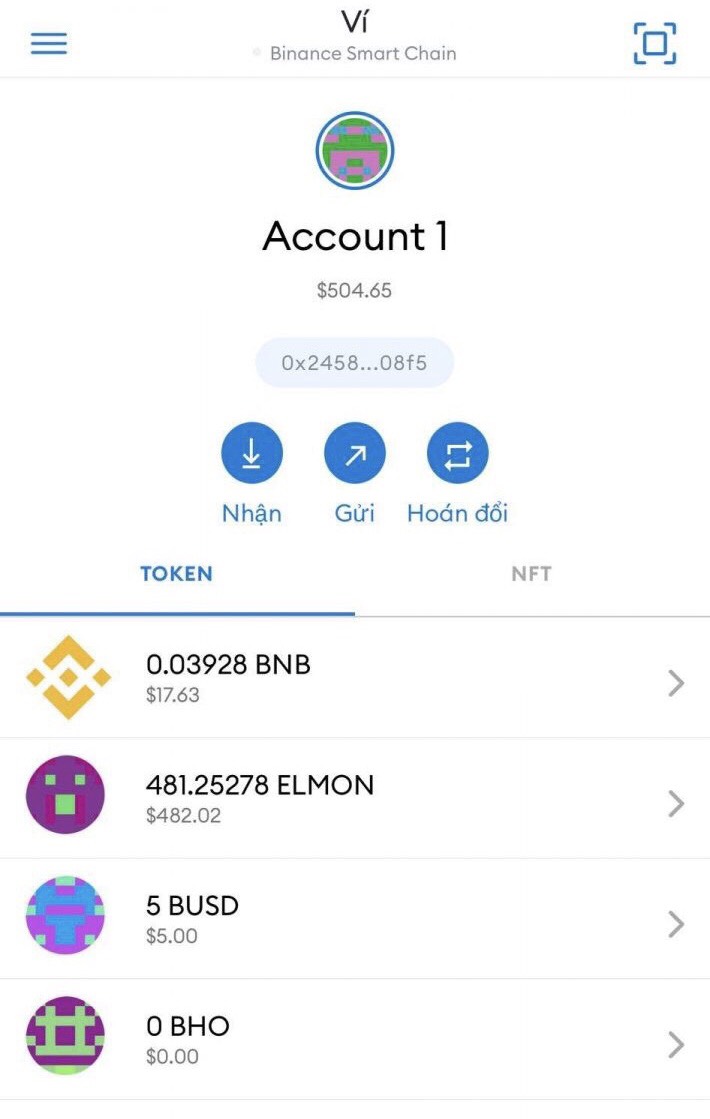 Ví
Binance Smart Chain
Account 1
$504.65
0x2458...08f5
Nhận
Gửi
Hoán đổi
TOKEN
NFT
0.03928 BNB
$17.63
481.25278 ELMON
$482.02
5 BUSD
$5.00
0 BHO
$0.00